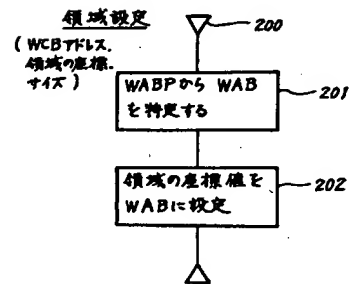 領域設定
(WCBアドレス,
領域の座標,
サイズ)
200
WABPから WAB
を特定する
201
領域の座標値を
WABに設定
202